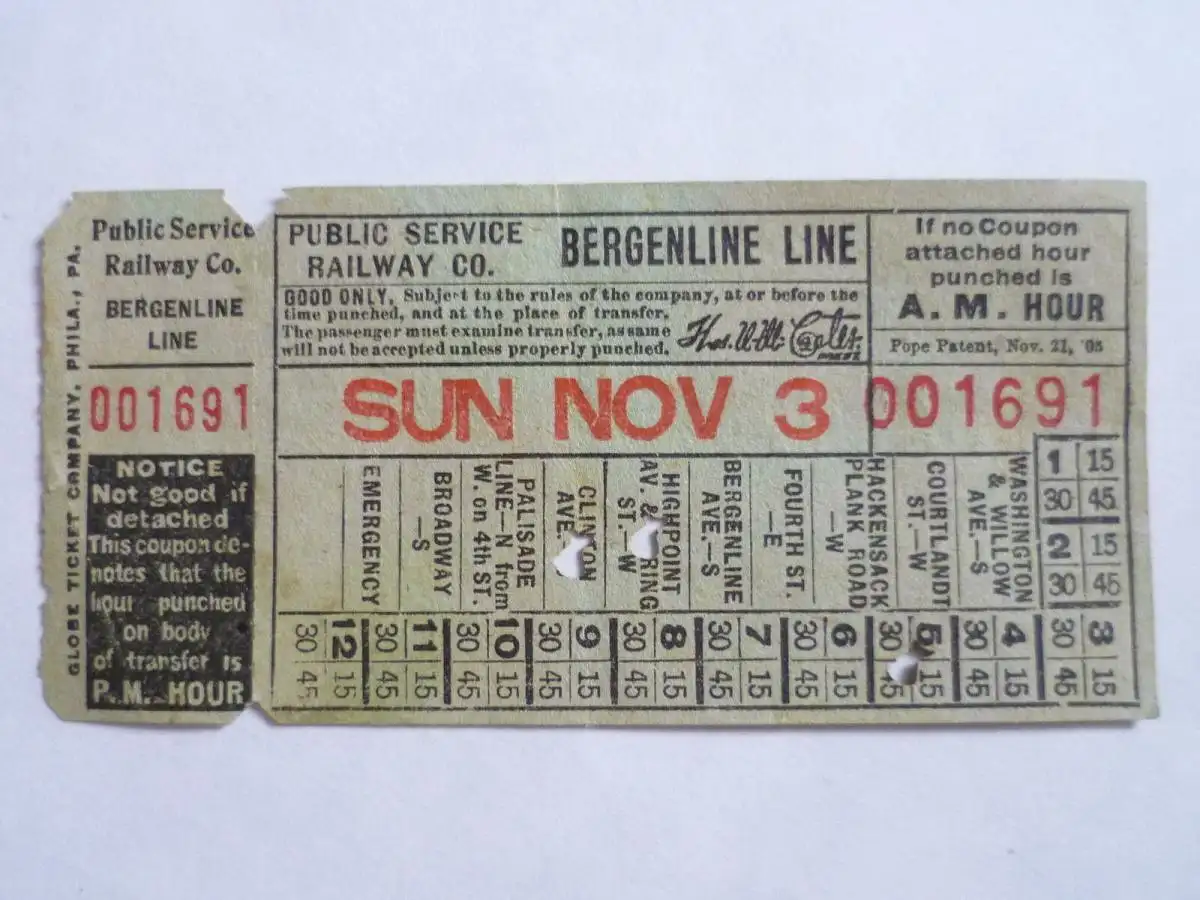 GLOBE TICKET COMPANY, PHILA., PA.
Public Service
Railway Co.
BERGENLINE
LINE
001691
NOTICE
Not good if
detached
This coupon de-
notes that the
hour punched
on body
of transfer is
P.M. HOUR
PUBLIC SERVICE
RAILWAY CO.
BERGENLINE LINE
GOOD ONLY, Subject to the rules of the company, at or before the
time punched, and at the place of transfer.
The passenger must examine transfer, as same
will not be accepted unless properly punched.
If no Coupon
attached hour
punched is
A.M. HOUR
Pope Patent, Nov. 21, '03
SUN NOV 3
001691
EMERGENCY
BROADWAY
—S
PALISADE
LINE—N from
W. on 4th ST.
CLINTON
AVE.
HIGHPOINT
AV. & RING
ST.—W
BERGENLINE
AVE.—S
FOURTH ST.
—E
HACKENSACK
PLANK ROAD
—W
COURTLANDT
ST.—W
WASHINGTON
& WILLOW
AVE.—S
1 15
30 45
2 15
30 45
3 15
30 45
4 15
30 45
5 15
30 45
6 15
30 45
7 15
30 45
8 15
30 45
9 15
30 45
10 15
30 45
11 15
30 45
12 15
30 45